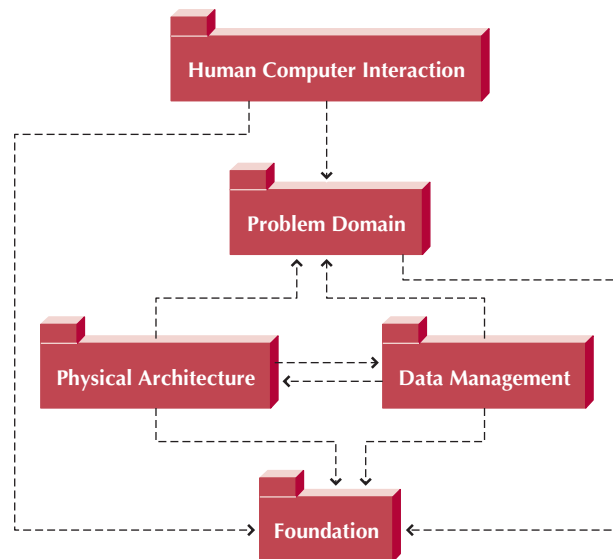 Human Computer Interaction
Problem Domain
Physical Architecture
Data Management
Foundation